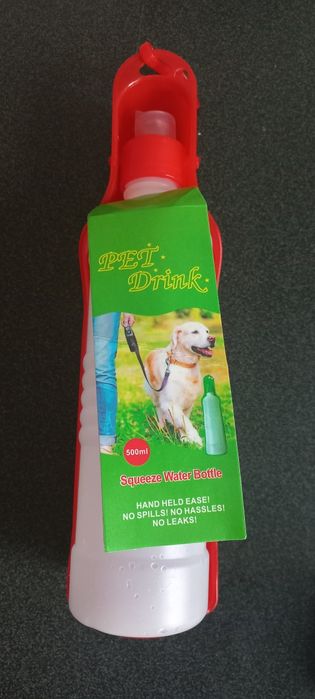 PET
Drink
500ml
Squeeze Water Bottle
HAND HELD EASE!
NO SPILLS! NO HASSLES!
NO LEAKS!